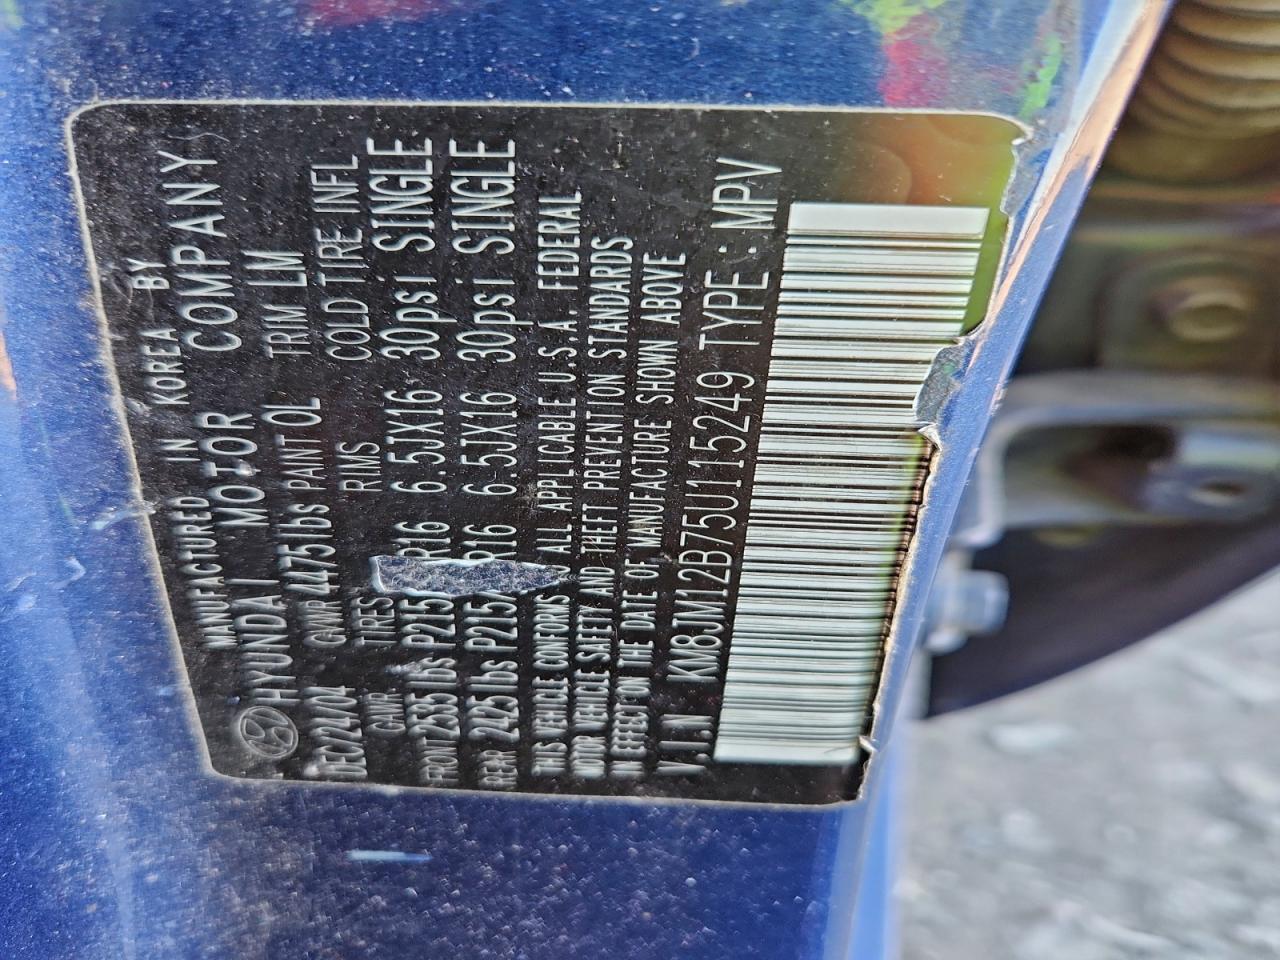 MANUFACTURED IN KOREA BY
HYUNDAI MOTOR COMPANY
DEC/22/04 GVWR 4475lbs PAINT OL TRIM LM
GAWR TIRES RIMS COLD TIRE INFL
FRONT 2535 lbs P215 R16 6.5JX16 30psi SINGLE
REAR 2425 lbs P215 R16 6.5JX16 30psi SINGLE
THIS VEHICLE CONFORMS ALL APPLICABLE U.S.A. FEDERAL
MOTOR VEHICLE SAFETY AND THEFT PREVENTION STANDARDS
IN EFFECT ON THE DATE OF MANUFACTURE SHOWN ABOVE
V I N KM8JM12B75U115249 TYPE : MPV